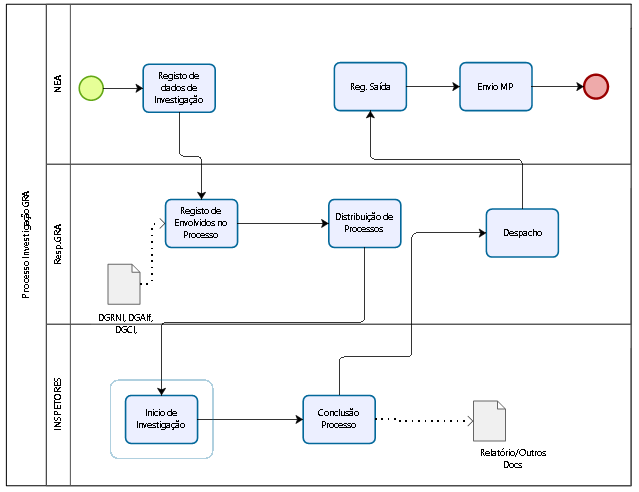 Processo Investigação GRA
NEA
Registo de
dados de
Investigação
Reg. Saída
Envio MP
Resp.GRA
Registo de
Envolvidos no
Processo
Distribuição de
Processos
Despacho
DGRNI, DGAIf,
DGCI,
INSPETORES
Início de
Investigação
Conclusão
Processo
Relatório/Outros
Docs